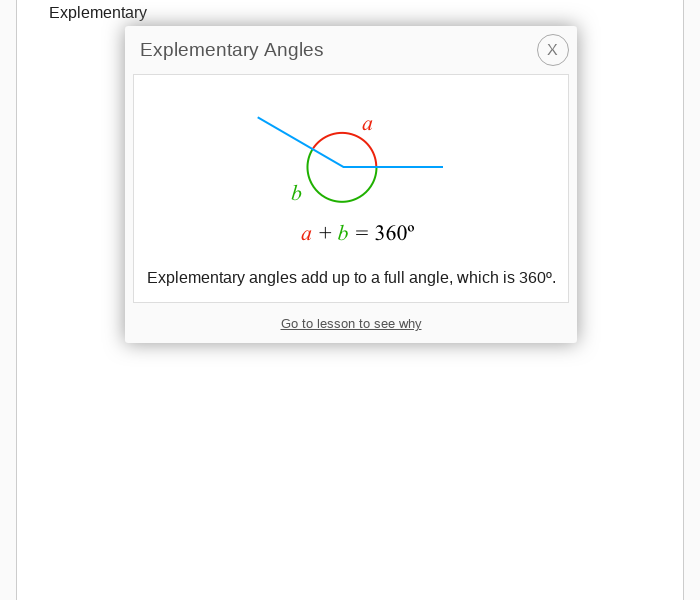 Explementary
Explementary Angles
X
a
b
a + b = 360º
Explementary angles add up to a full angle, which is 360º.
Go to lesson to see why